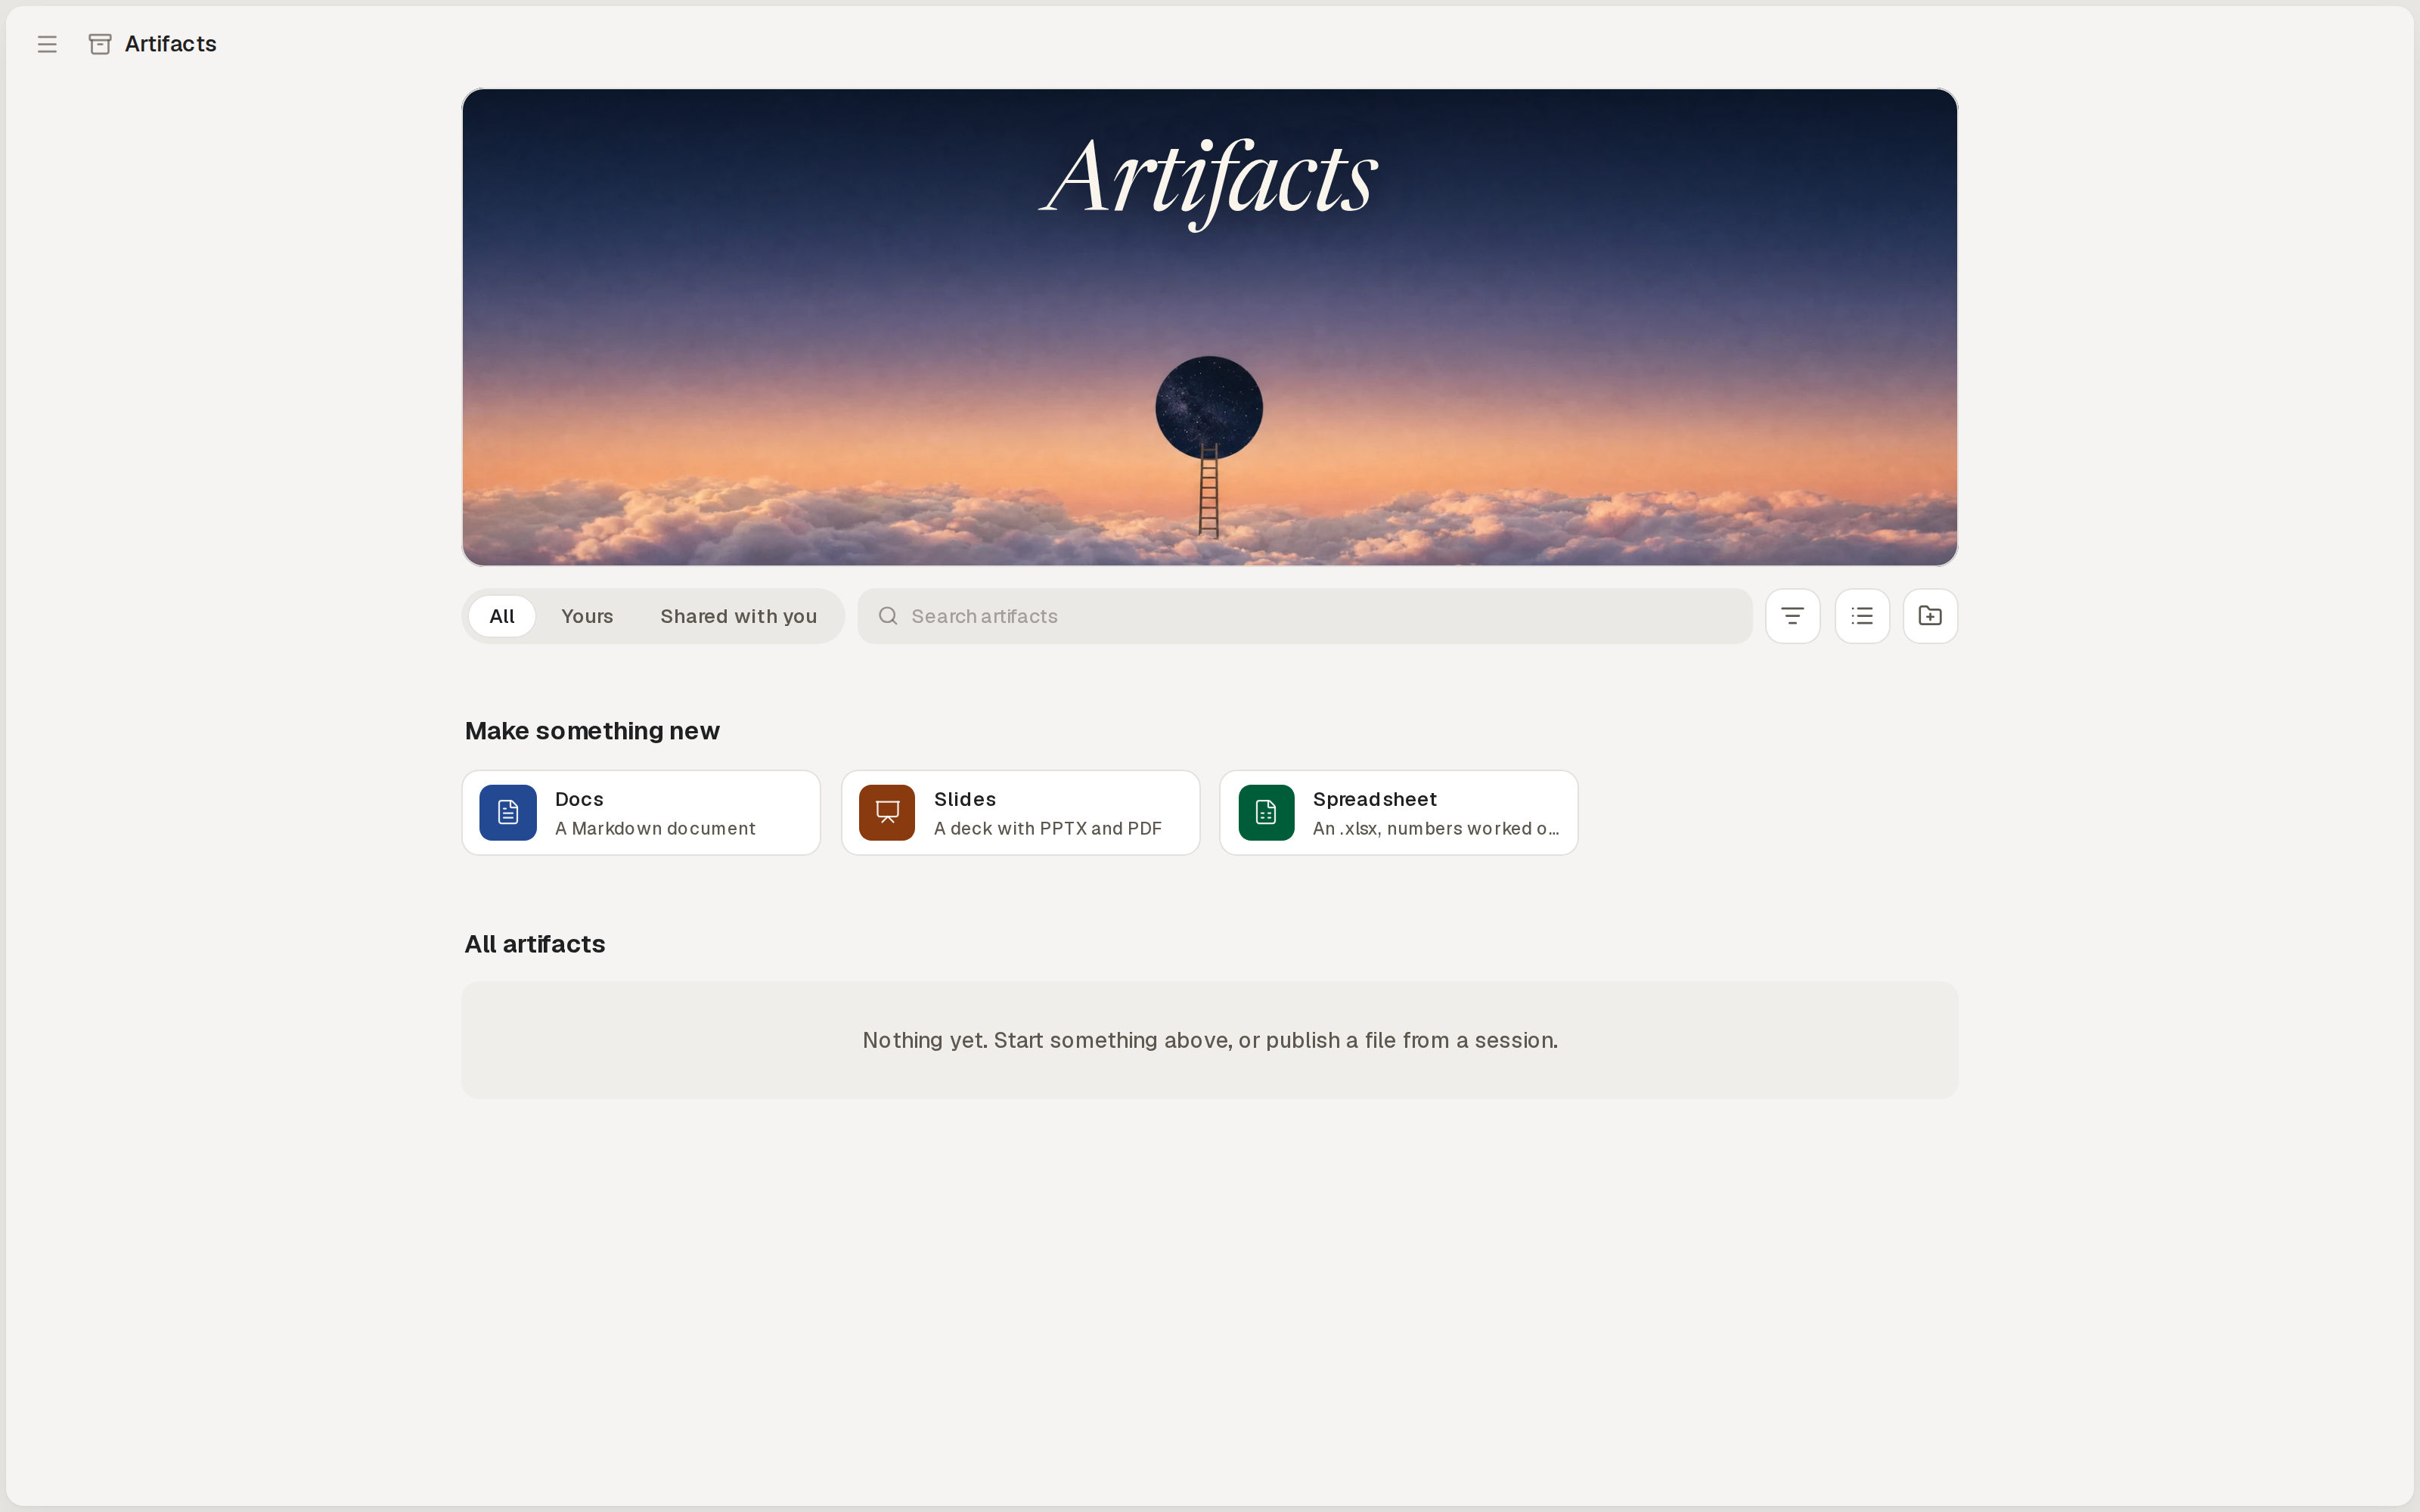 Artifacts
Artifacts
All Yours Shared with you Search artifacts
Make something new
Docs
A Markdown document
Slides
A deck with PPTX and PDF
Spreadsheet
An .xlsx, numbers worked o...
All artifacts
Nothing yet. Start something above, or publish a file from a session.